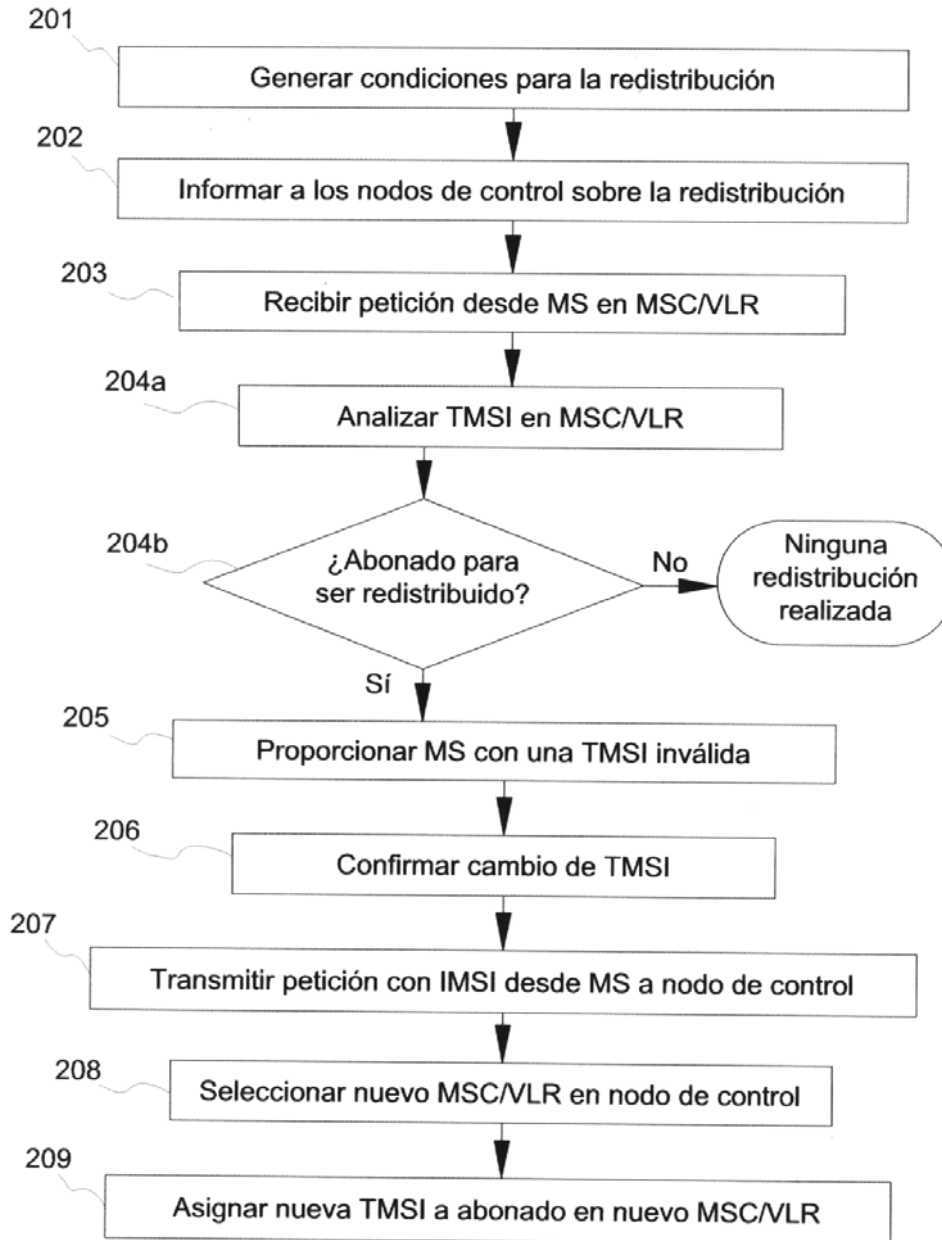 201
Generar condiciones para la redistribución
202
Informar a los nodos de control sobre la redistribución
203
Recibir petición desde MS en MSC/VLR
204a
Analizar TMSI en MSC/VLR
204b
¿Abonado para
ser redistribuido?
No
Ninguna
redistribución
realizada
Sí
205
Proporcionar MS con una TMSI inválida
206
Confirmar cambio de TMSI
207
Transmitir petición con IMSI desde MS a nodo de control
208
Seleccionar nuevo MSC/VLR en nodo de control
209
Asignar nueva TMSI a abonado en nuevo MSC/VLR